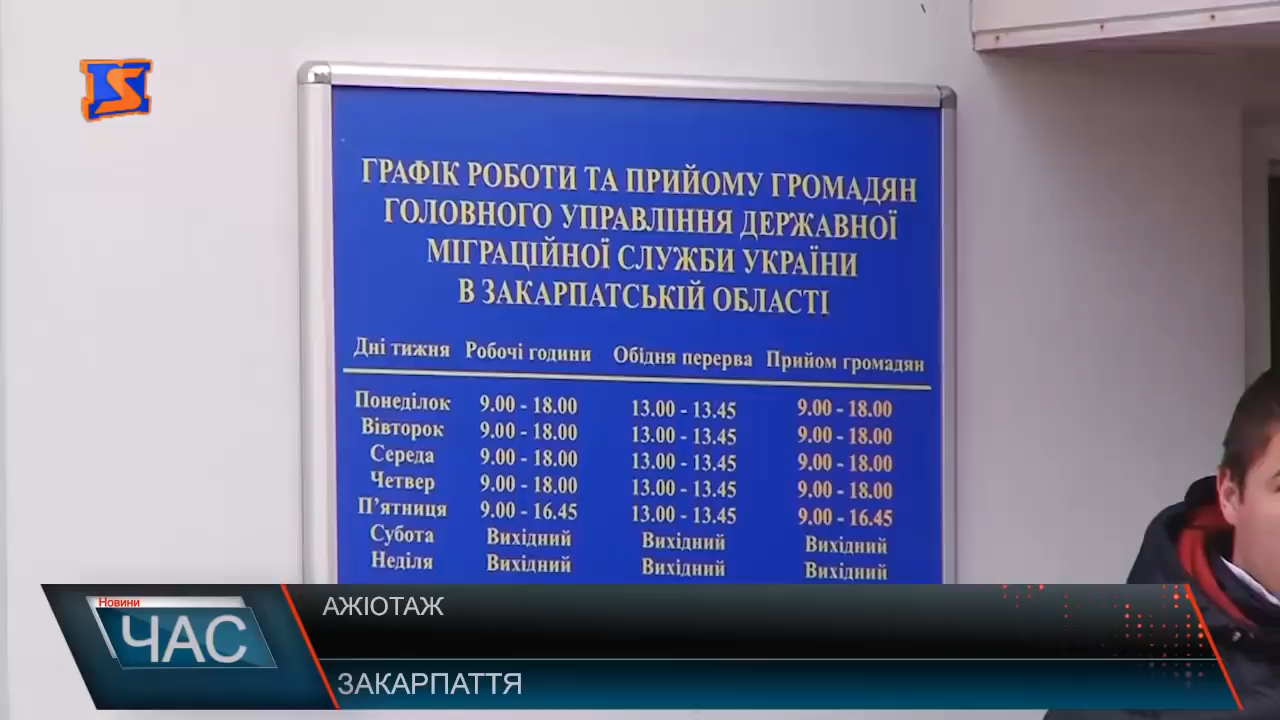 ГРАФІК РОБОТИ ТА ПРИЙОМУ ГРОМАДЯН
ГОЛОВНОГО УПРАВЛІННЯ ДЕРЖАВНОЇ
МІГРАЦІЙНОЇ СЛУЖБИ УКРАЇНИ
В ЗАКАРПАТСЬКІЙ ОБЛАСТІ
Дні тижня Робочі години Обідня перерва Прийом громадян
Понеділок 9.00 - 18.00 13.00 - 13.45 9.00 - 18.00
Вівторок 9.00 - 18.00 13.00 - 13.45 9.00 - 18.00
Середа 9.00 - 18.00 13.00 - 13.45 9.00 - 18.00
Четвер 9.00 - 18.00 13.00 - 13.45 9.00 - 18.00
П'ятниця 9.00 - 16.45 13.00 - 13.45 9.00 - 16.45
Субота Вихідний Вихідний Вихідний
Неділя Вихідний Вихідний Вихідний
Новини
ЧАС
АЖІОТАЖ
ЗАКАРПАТТЯ